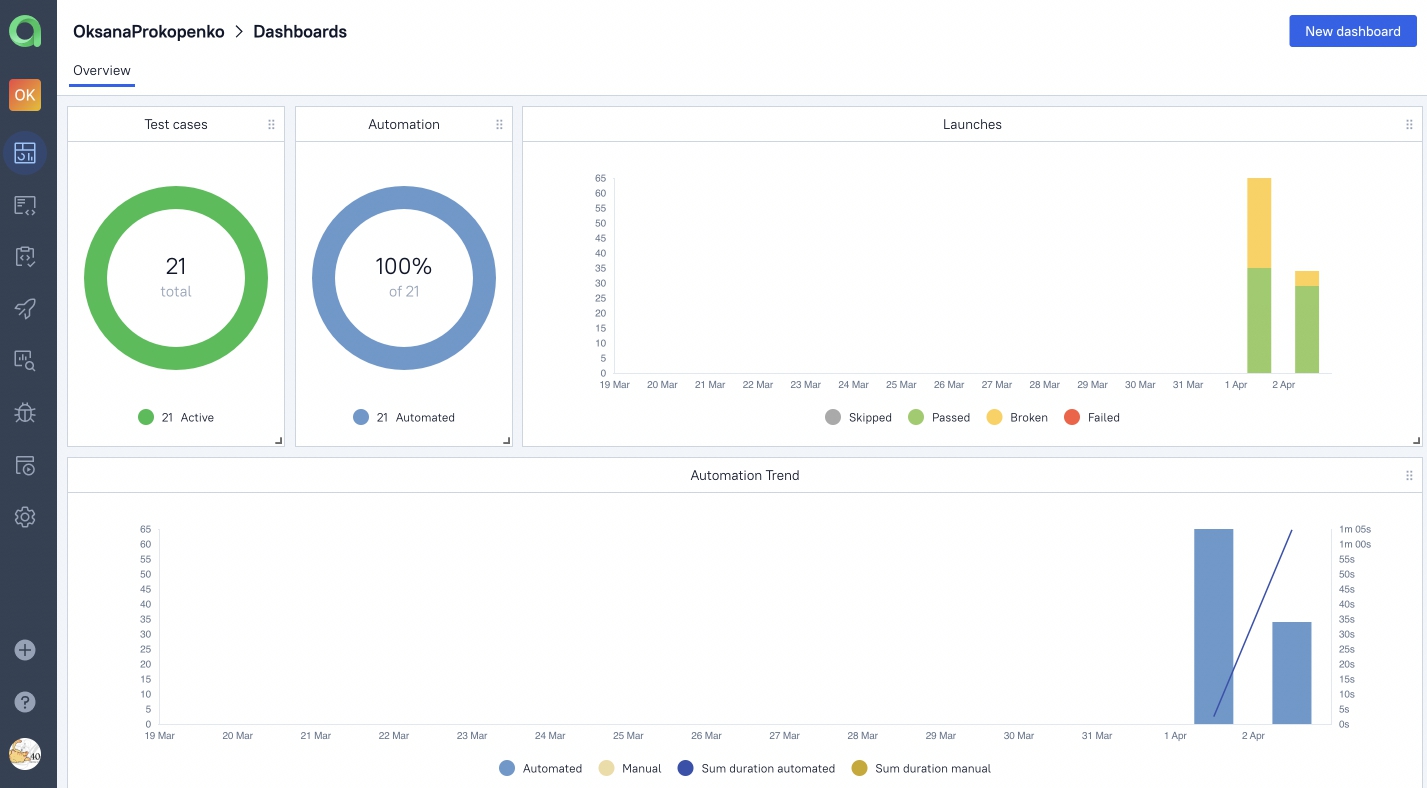 OksanaProkopenko > Dashboards
New dashboard
Overview
OK
Test cases
21
total
21 Active
Automation
100%
of 21
21 Automated
Launches
65
60
55
50
45
40
35
30
25
20
15
10
5
0
19 Mar 20 Mar 21 Mar 22 Mar 23 Mar 24 Mar 25 Mar 26 Mar 27 Mar 28 Mar 29 Mar 30 Mar 31 Mar 1 Apr 2 Apr
Skipped Passed Broken Failed
Automation Trend
65
60
55
50
45
40
35
30
25
20
15
10
5
0
1m 05s
1m 00s
55s
50s
45s
40s
35s
30s
25s
20s
15s
10s
5s
0s
19 Mar 20 Mar 21 Mar 22 Mar 23 Mar 24 Mar 25 Mar 26 Mar 27 Mar 28 Mar 29 Mar 30 Mar 31 Mar 1 Apr 2 Apr
Automated Manual Sum duration automated Sum duration manual